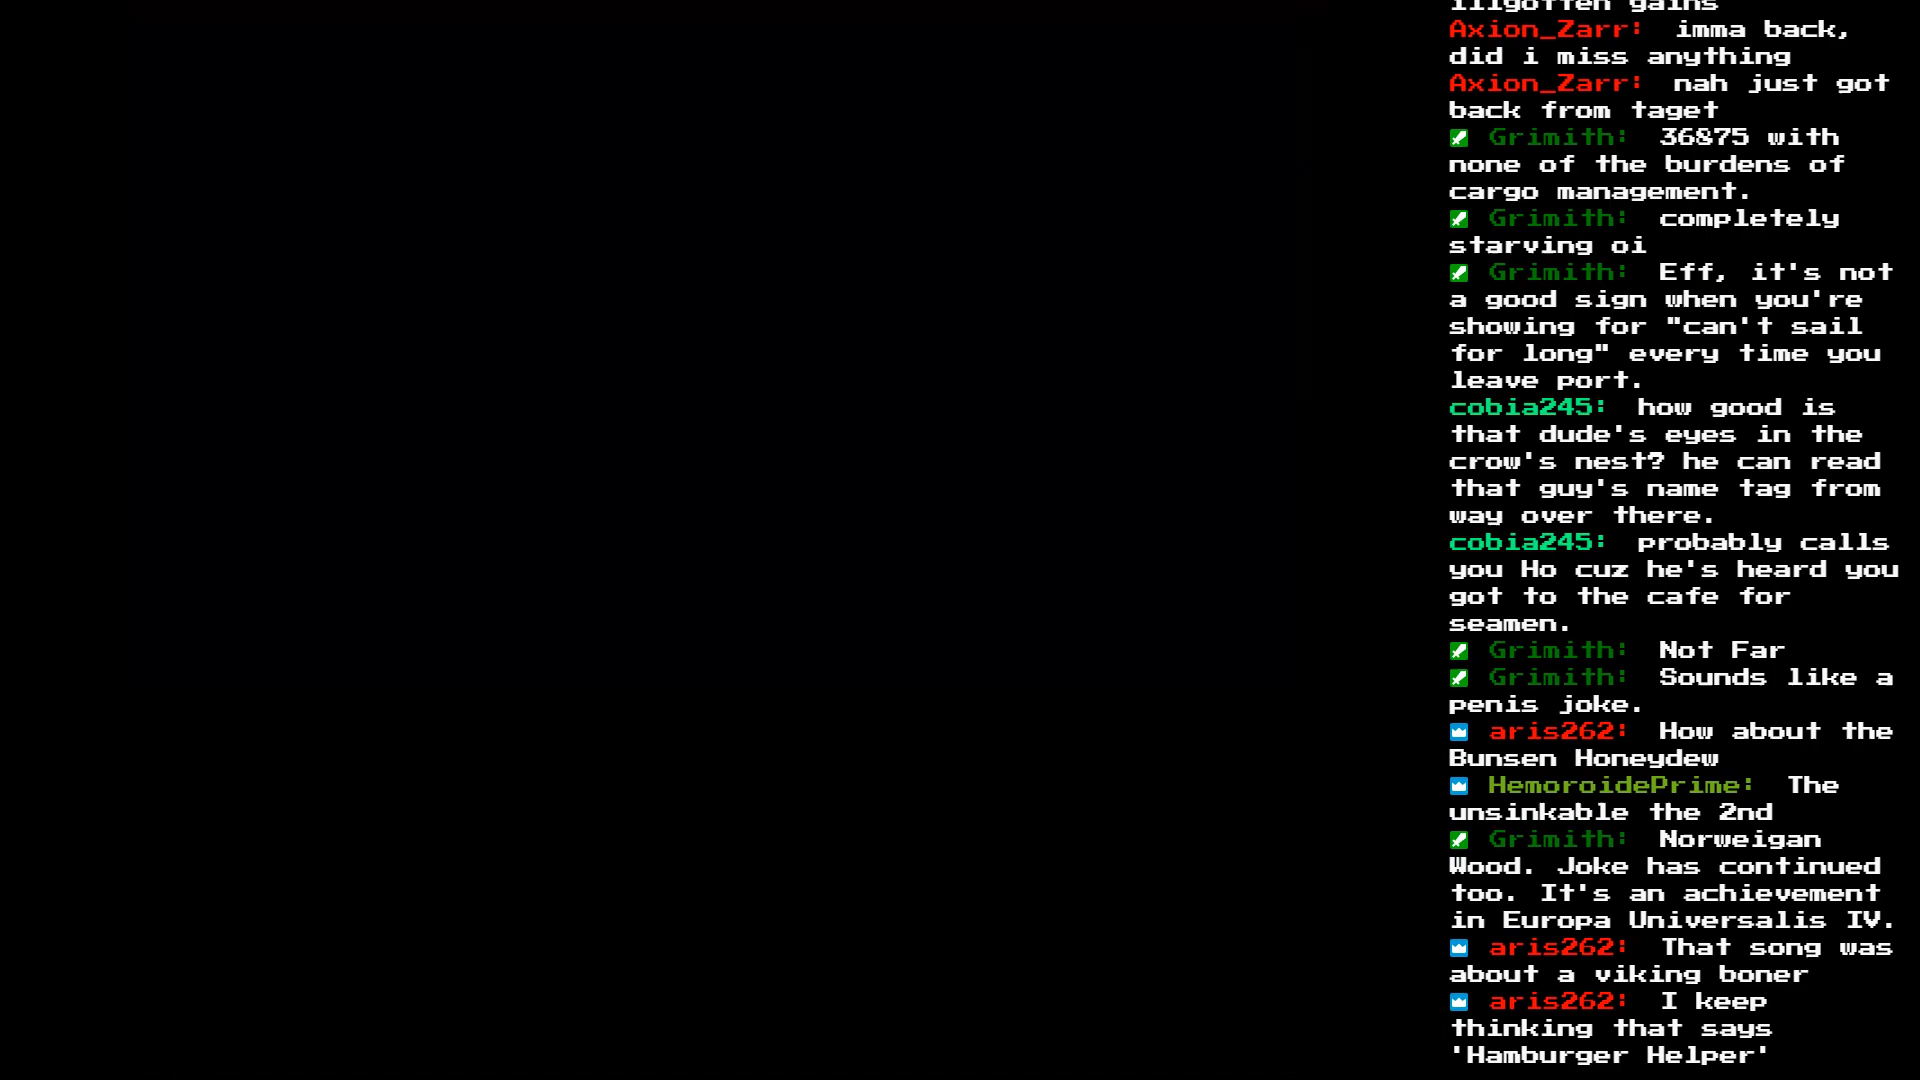 illgotten gains
Axion_Zarr: imma back,
did i miss anything
Axion_Zarr: nah just got
back from taget
Grimith: 36875 with
none of the burdens of
cargo management.
Grimith: completely
starving oi
Grimith: Eff, it's not
a good sign when you're
showing for "can't sail
for long" every time you
leave port.
cobia245: how good is
that dude's eyes in the
crow's nest? he can read
that guy's name tag from
way over there.
cobia245: probably calls
you Ho cuz he's heard you
got to the cafe for
seamen.
Grimith: Not Far
Grimith: Sounds like a
penis joke.
aris262: How about the
Bunsen Honeydew
HemoroidePrime: The
unsinkable the 2nd
Grimith: Norweigan
Wood. Joke has continued
too. It's an achievement
in Europa Universalis IV.
aris262: That song was
about a viking boner
aris262: I keep
thinking that says
'Hamburger Helper'